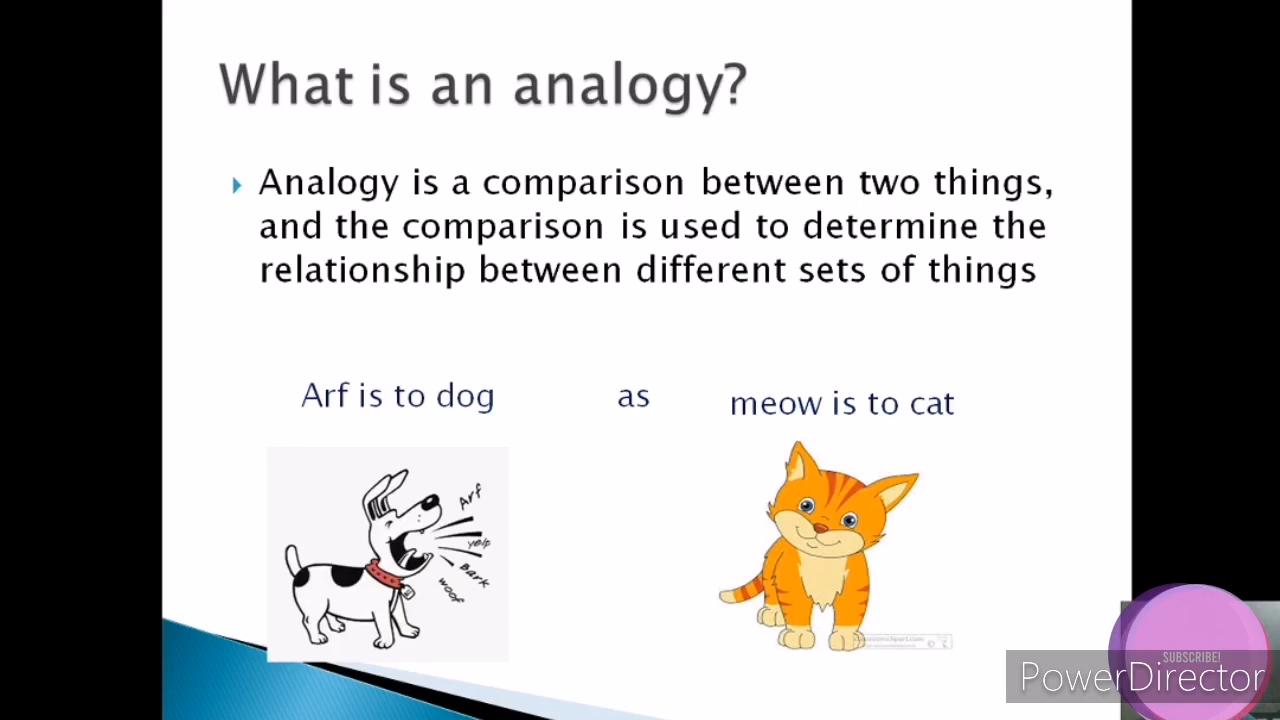 What is an analogy?
Analogy is a comparison between two things,
and the comparison is used to determine the
relationship between different sets of things
Arf is to dog as meow is to cat
Arf
yelp
Bark
woof
SUBSCRIBE!
PowerDirector